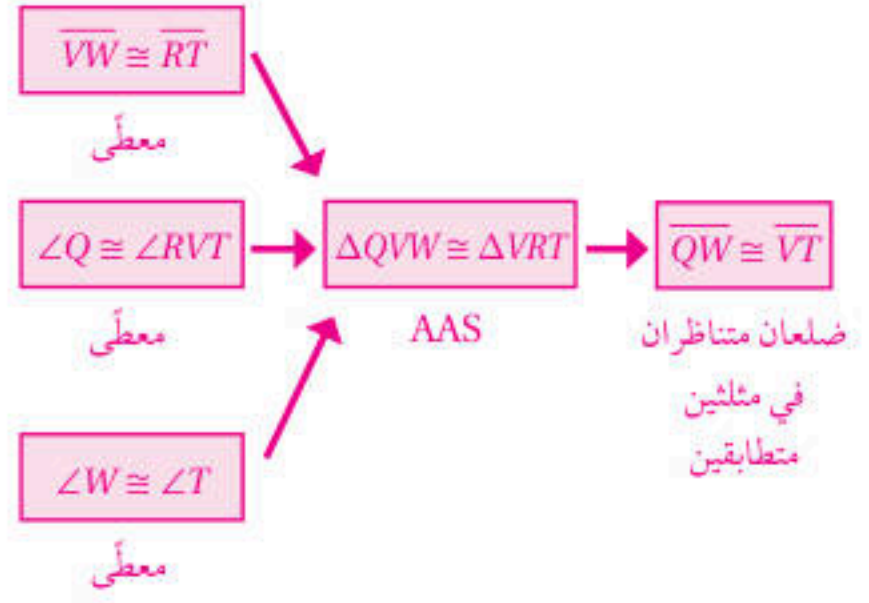 VW ≅ RT
معطًى
∠Q ≅ ∠RVT
معطًى
∠W ≅ ∠T
معطًى
ΔQVW ≅ ΔVRT
AAS
QW ≅ VT
ضلعان متناظران
في مثلثين
متطابقين